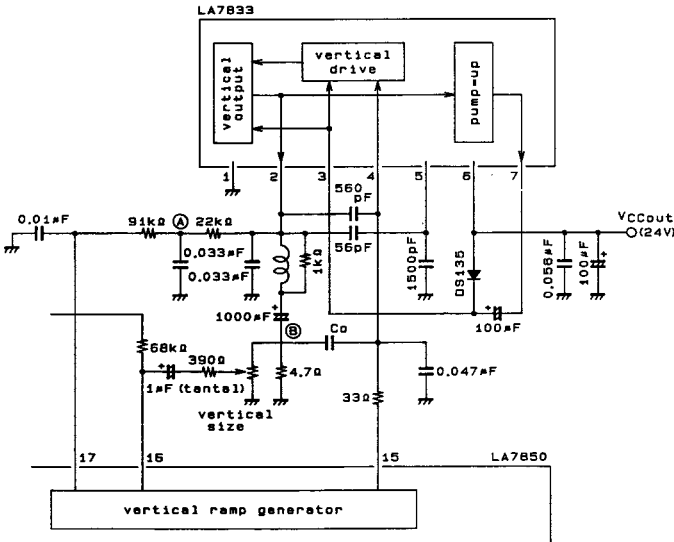 LA7833
vertical
output
vertical
drive
pump-up
1
2
3
4
5
6
7
560
pF
VCCout
(24V)
0.01µF
91kΩ
Ⓐ
22kΩ
56pF
0.033µF
0.033µF
1kΩ
1500pF
DS135
0.056µF
100µF
+
1000µF
+
Ⓑ
Co
+
100µF
68kΩ
+
390Ω
1µF (tantal)
4.7Ω
33Ω
0.047µF
vertical
size
17
16
15
LA7850
vertical ramp generator